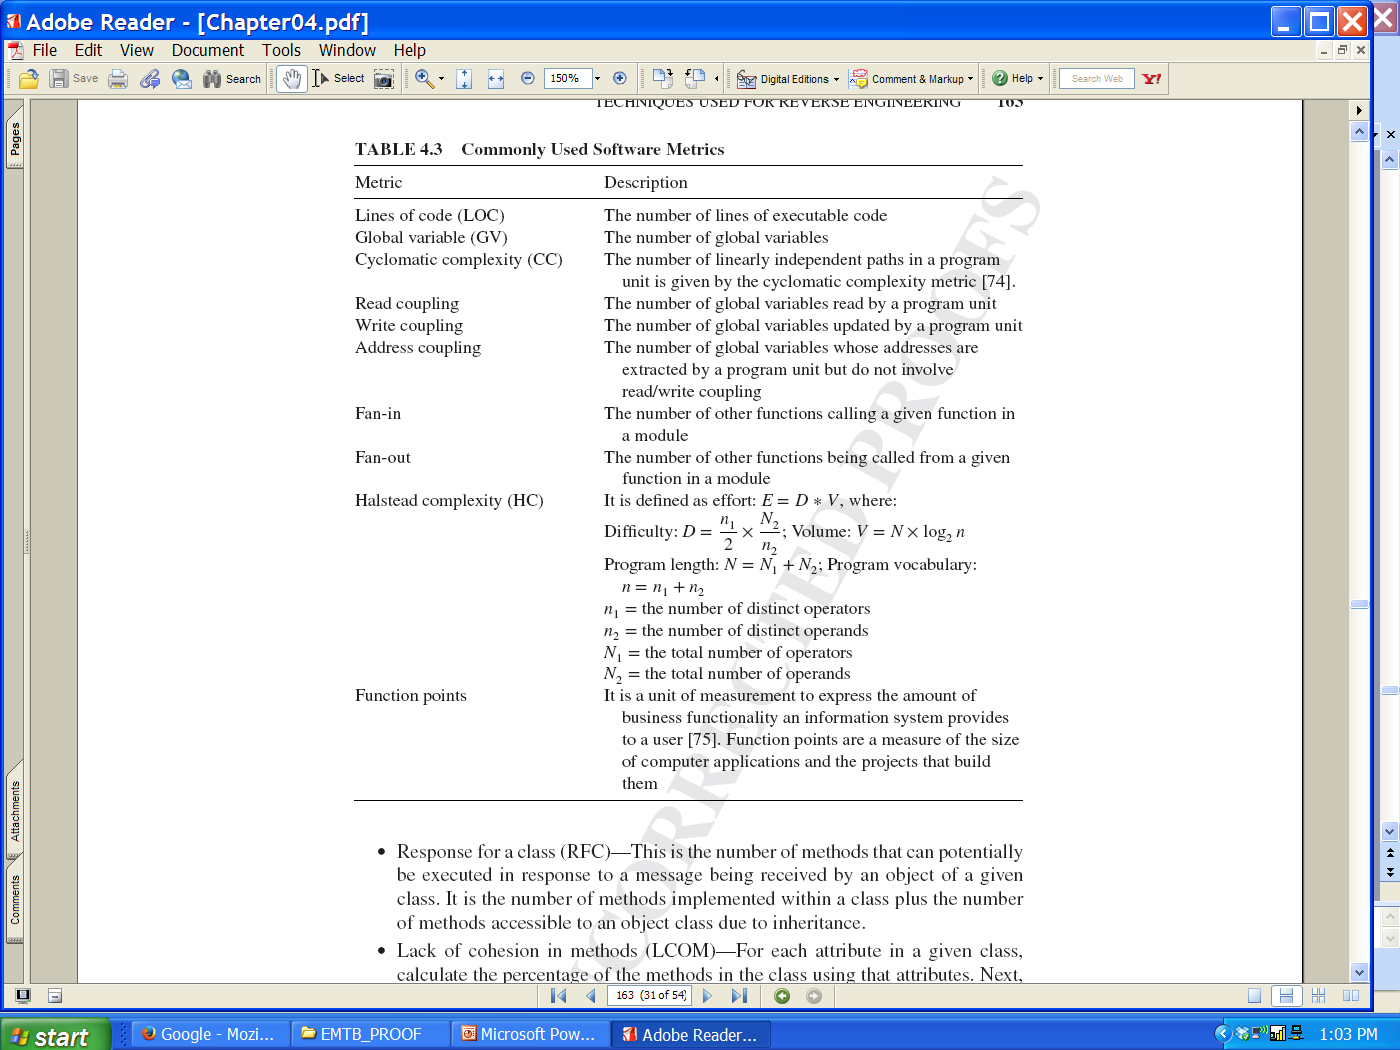 Adobe Reader - [Chapter04.pdf]
File Edit View Document Tools Window Help
Save Search Select 150% Digital Editions Comment & Markup Help Search Web Y!
Pages
TECHNIQUES USED FOR REVERSE ENGINEERING 163
TABLE 4.3 Commonly Used Software Metrics
Metric Description
Lines of code (LOC) The number of lines of executable code
Global variable (GV) The number of global variables
Cyclomatic complexity (CC) The number of linearly independent paths in a program
unit is given by the cyclomatic complexity metric [74].
Read coupling The number of global variables read by a program unit
Write coupling The number of global variables updated by a program unit
Address coupling The number of global variables whose addresses are
extracted by a program unit but do not involve
read/write coupling
Fan-in The number of other functions calling a given function in
a module
Fan-out The number of other functions being called from a given
function in a module
Halstead complexity (HC) It is defined as effort: E = D ∗ V, where:
Difficulty: D = n₁/2 × N₂/n₂; Volume: V = N × log₂ n
Program length: N = N₁ + N₂; Program vocabulary:
n = n₁ + n₂
n₁ = the number of distinct operators
n₂ = the number of distinct operands
N₁ = the total number of operators
N₂ = the total number of operands
Function points It is a unit of measurement to express the amount of
business functionality an information system provides
to a user [75]. Function points are a measure of the size
of computer applications and the projects that build
them
CORRECTED PROOFS
Attachments
Comments
• Response for a class (RFC)—This is the number of methods that can potentially
be executed in response to a message being received by an object of a given
class. It is the number of methods implemented within a class plus the number
of methods accessible to an object class due to inheritance.
• Lack of cohesion in methods (LCOM)—For each attribute in a given class,
calculate the percentage of the methods in the class using that attributes. Next,
163 (31 of 54)
start Google - Mozi... EMTB_PROOF Microsoft Pow... Adobe Reader... 1:03 PM